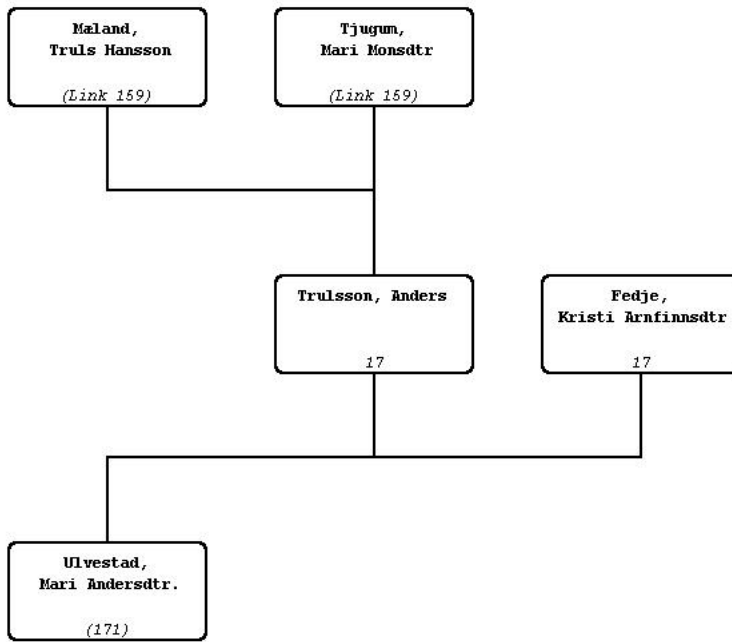 Mæland,
Truls Hansson
(Link 159)
Tjugum,
Mari Monsdtr
(Link 159)
Trulsson, Anders
17
Fedje,
Kristi Arnfinnsdtr
17
Ulvestad,
Mari Andersdtr.
(171)